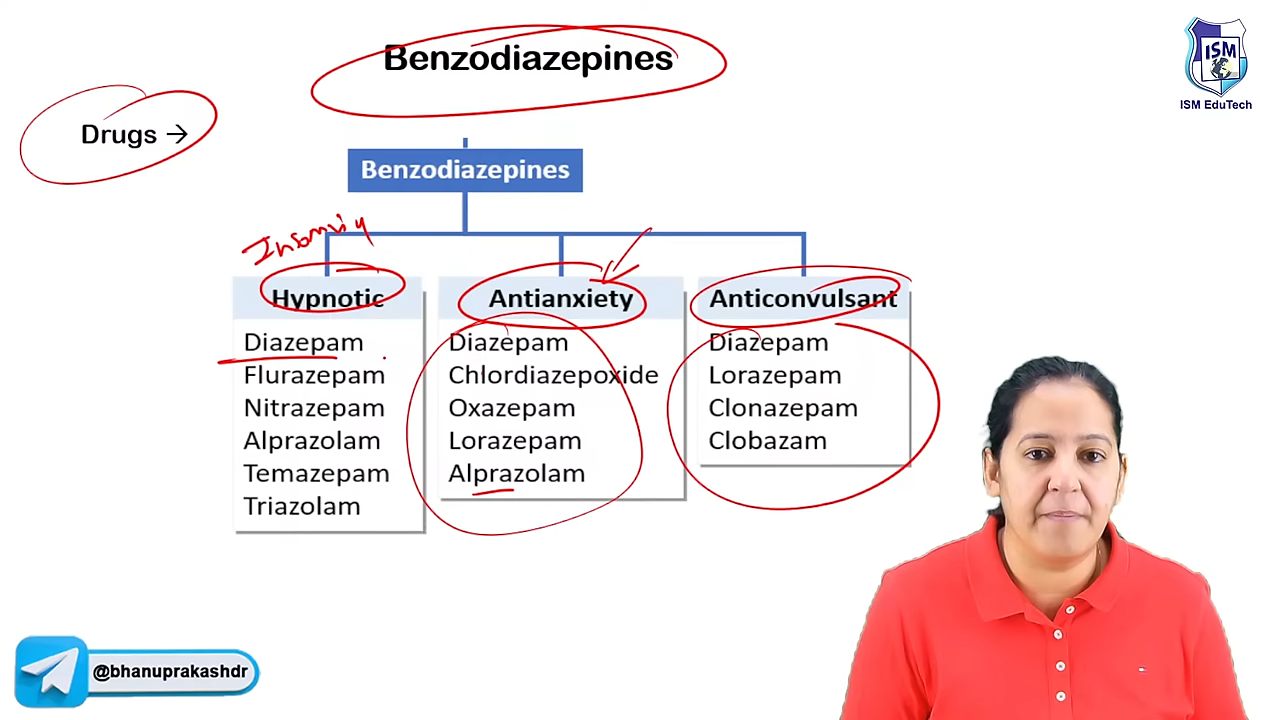 Benzodiazepines
ISM
ISM EduTech
Drugs →
Benzodiazepines
Hypnotic
Diazepam
Flurazepam
Nitrazepam
Alprazolam
Temazepam
Triazolam
Antianxiety
Diazepam
Chlordiazepoxide
Oxazepam
Lorazepam
Alprazolam
Anticonvulsant
Diazepam
Lorazepam
Clonazepam
Clobazam
@bhanuprakashdr